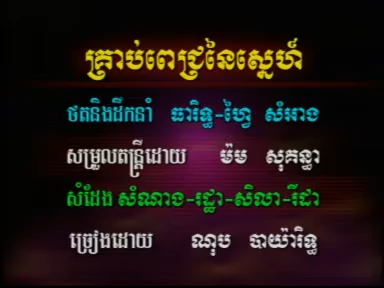 គ្រាប់ពេជ្រនៃស្នេហ៍
ថតនិងដឹកនាំ ធារិទ្ធ-ហ្វៃ សំអាង
សម្រួលតន្ត្រីដោយ ម៉ម សុគន្ធា
សំដែង សំណាង-រដ្ឋា-សិលា-រីដា
ច្រៀងដោយ ណុប បាយ៉ារិទ្ធ